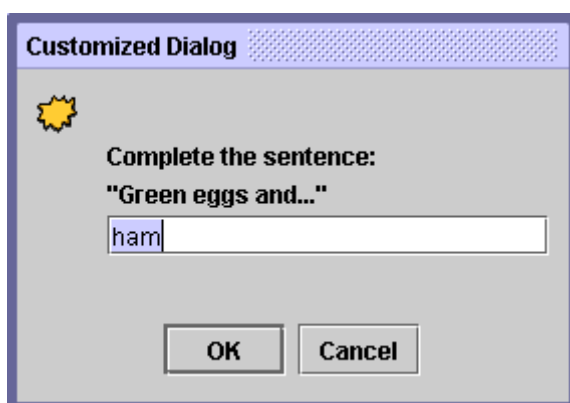 Customized Dialog
Complete the sentence:
"Green eggs and..."
ham
OK Cancel